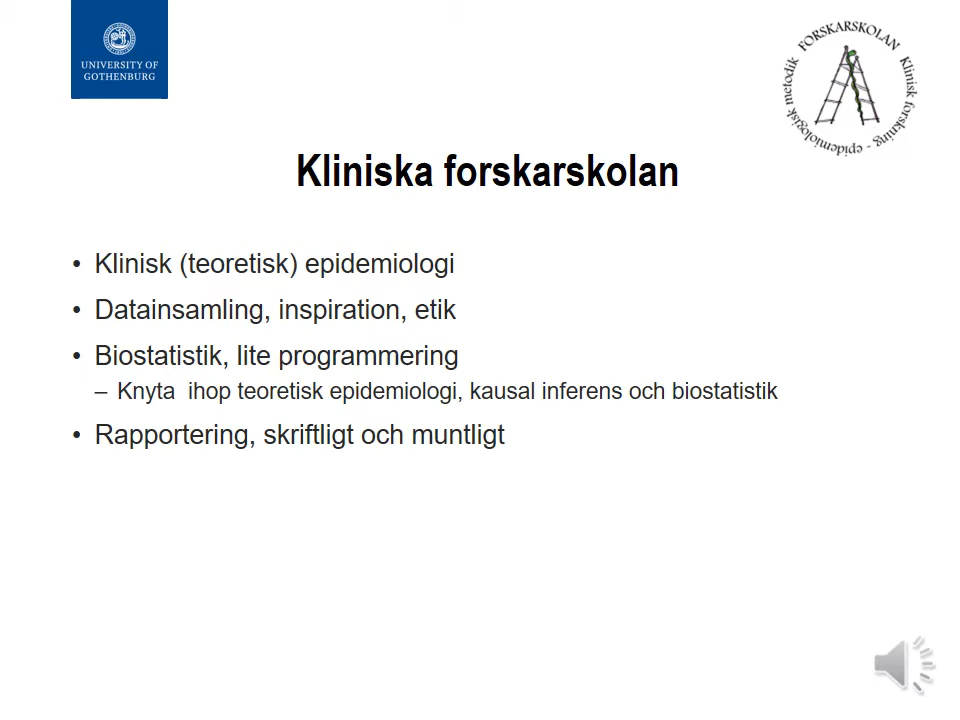 UNIVERSITY OF
GOTHENBURG
FORSKARSKOLAN
Klinisk forskning - epidemiologisk metodik
Kliniska forskarskolan
• Klinisk (teoretisk) epidemiologi
• Datainsamling, inspiration, etik
• Biostatistik, lite programmering
– Knyta ihop teoretisk epidemiologi, kausal inferens och biostatistik
• Rapportering, skriftligt och muntligt